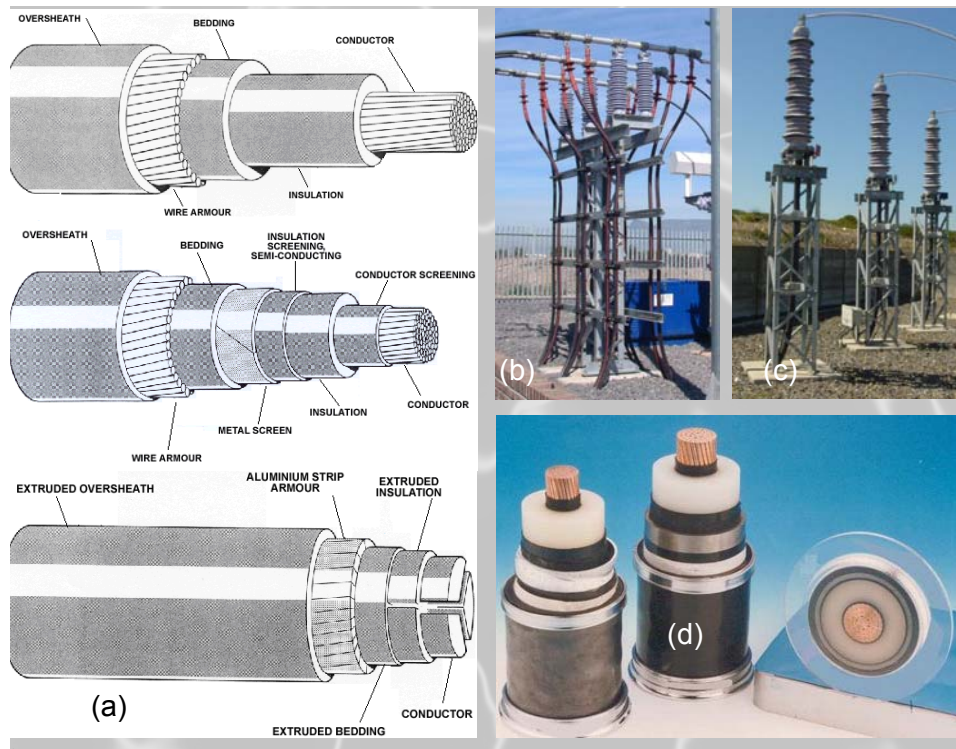 OVERSHEATH
BEDDING
CONDUCTOR
INSULATION
WIRE ARMOUR
OVERSHEATH
BEDDING
INSULATION
SCREENING,
SEMI-CONDUCTING
CONDUCTOR SCREENING
CONDUCTOR
INSULATION
METAL SCREEN
WIRE ARMOUR
EXTRUDED OVERSHEATH
ALUMINIUM STRIP
ARMOUR
EXTRUDED
INSULATION
CONDUCTOR
EXTRUDED BEDDING
(a)
(b)
(c)
(d)